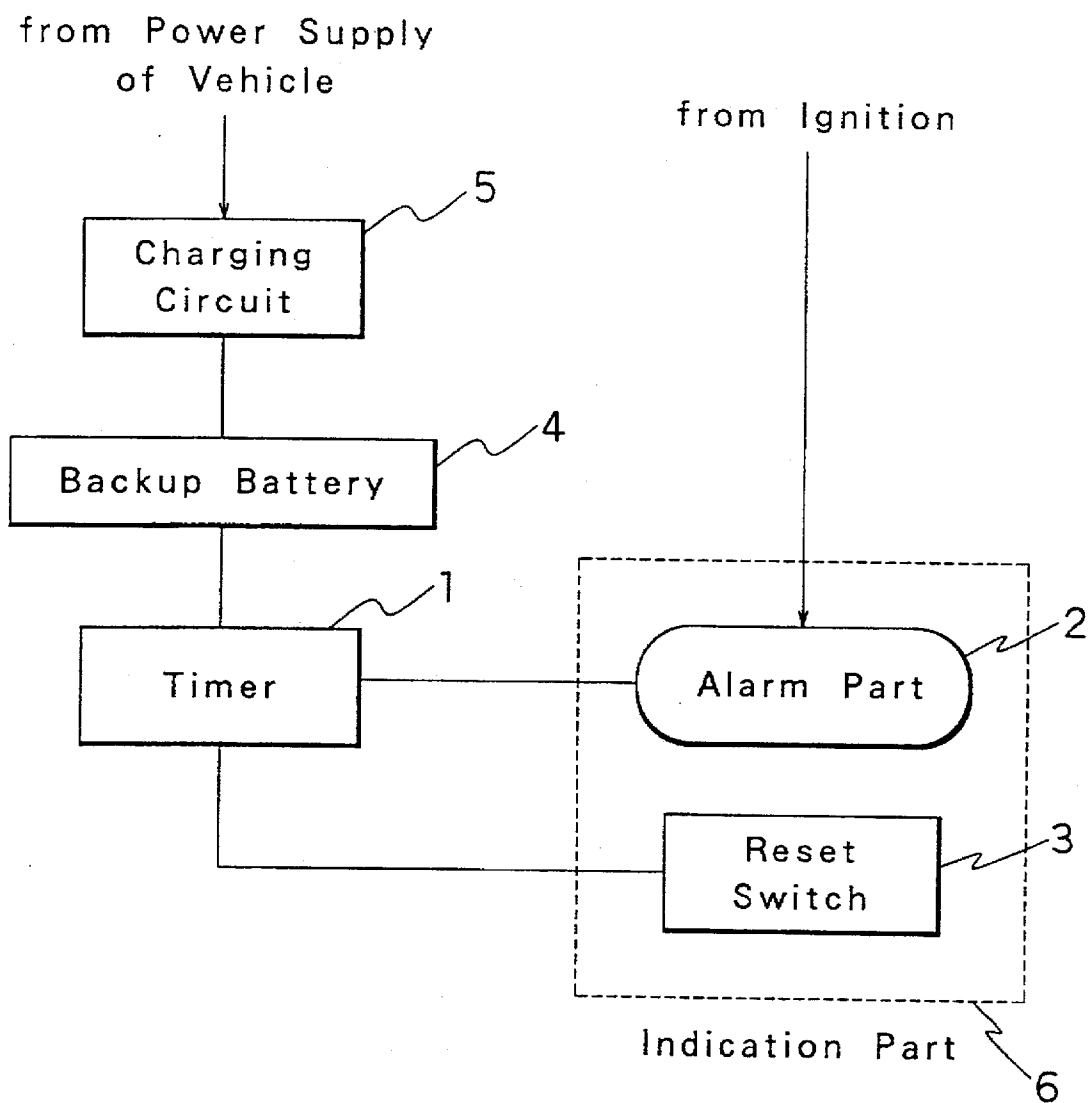 from Power Supply
of Vehicle
from Ignition
5
Charging
Circuit
4
Backup Battery
1
Timer
2
Alarm Part
3
Reset
Switch
Indication Part
6